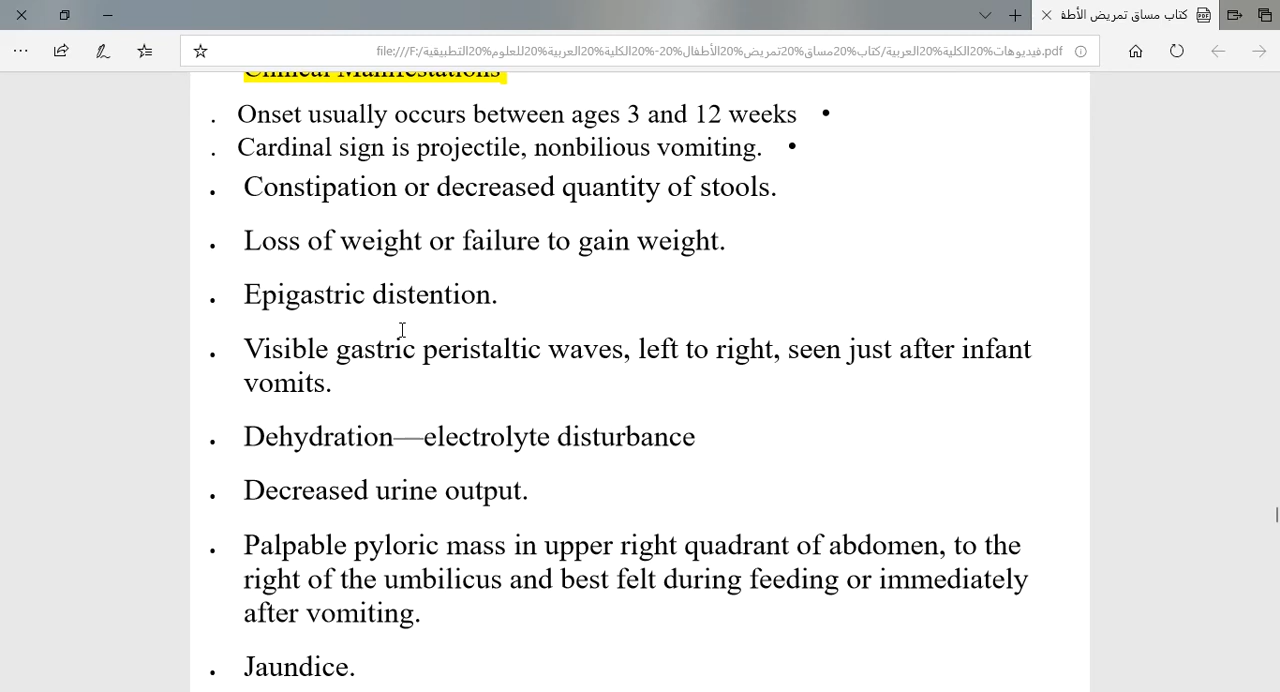 كتاب مساق تمريض الأطف
file:///F:/فيديوهات%20الكلية%20العربية/كتاب%20مساق%20تمريض%20الأطفال%20-%20الكلية%20العربية%20للعلوم%20التطبيقية.pdf
Clinical Manifestations
. Onset usually occurs between ages 3 and 12 weeks •
. Cardinal sign is projectile, nonbilious vomiting. •
. Constipation or decreased quantity of stools.
. Loss of weight or failure to gain weight.
. Epigastric distention.
. Visible gastric peristaltic waves, left to right, seen just after infant
vomits.
. Dehydration—electrolyte disturbance
. Decreased urine output.
. Palpable pyloric mass in upper right quadrant of abdomen, to the
right of the umbilicus and best felt during feeding or immediately
after vomiting.
. Jaundice.